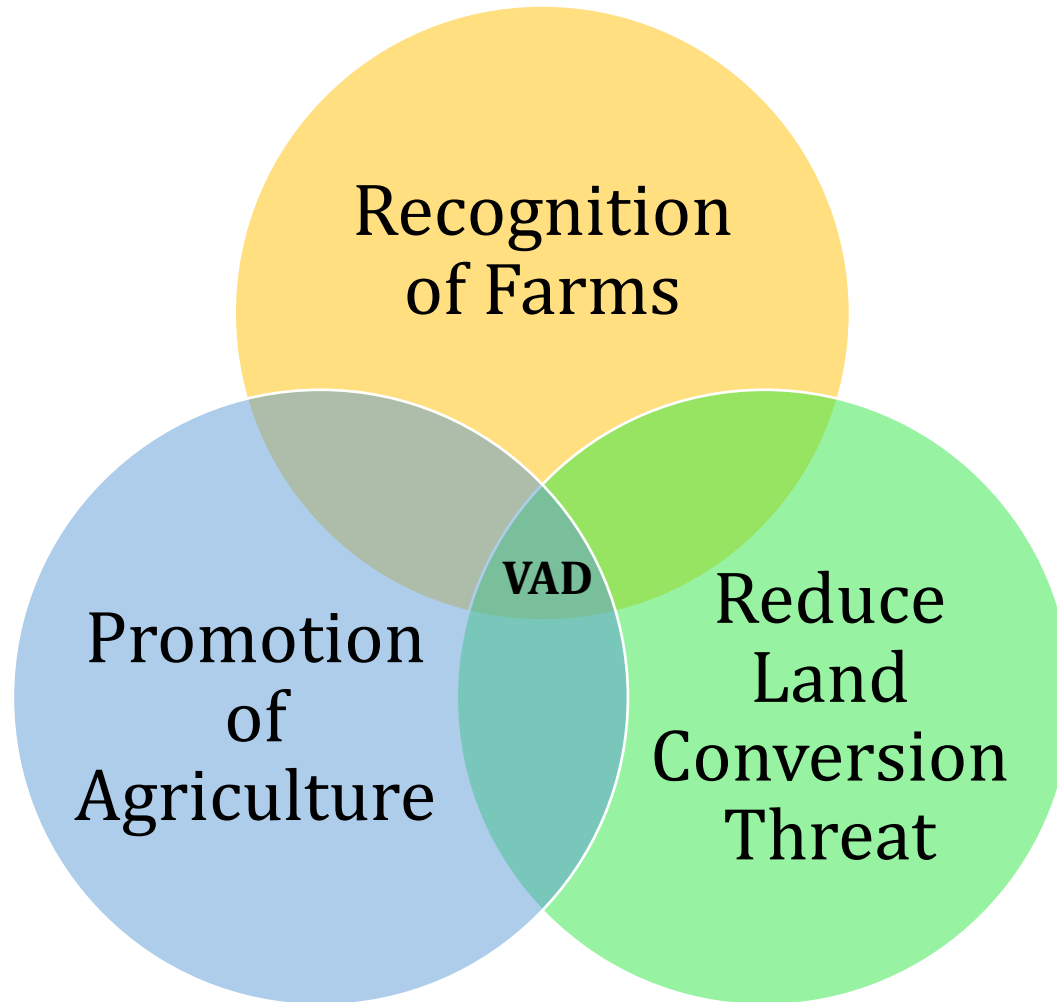 Recognition
of Farms
VAD
Promotion
of
Agriculture
Reduce
Land
Conversion
Threat